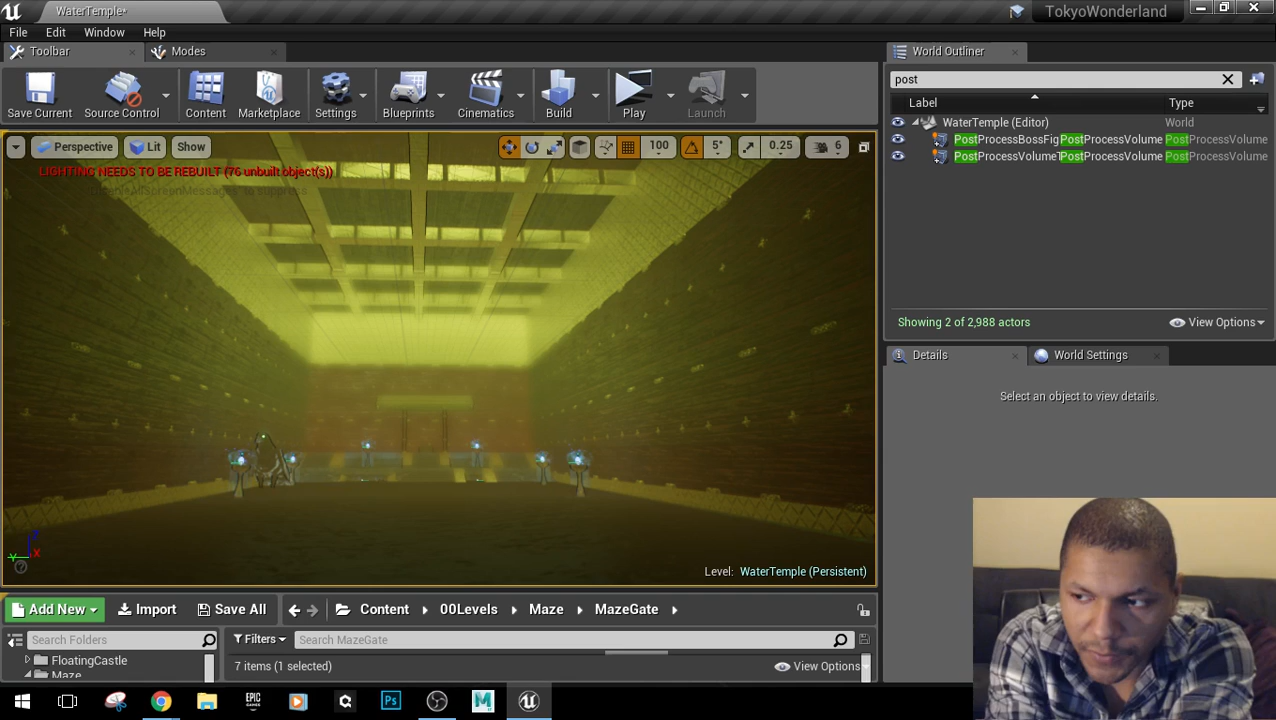 WaterTemple*
TokyoWonderland
File Edit Window Help
Toolbar
Modes
World Outliner
post
Save Current
Source Control
Content
Marketplace
Settings
Blueprints
Cinematics
Build
Play
Launch
Label
Type
WaterTemple (Editor) World
PostProcessBossFig PostProcessVolume PostProcessVolume
PostProcessVolume PostProcessVolume PostProcessVolume
Perspective Lit Show
100 5° 0.25 6
LIGHTING NEEDS TO BE REBUILT (76 unbuilt object(s))
Showing 2 of 2,988 actors
View Options
Details
World Settings
Select an object to view details.
Z
Y X
Level: WaterTemple (Persistent)
Add New Import Save All Content 00Levels Maze MazeGate
Search Folders
Filters
Search MazeGate
FloatingCastle
Maze
7 items (1 selected)
View Options
EPIC GAMES
Ps
M